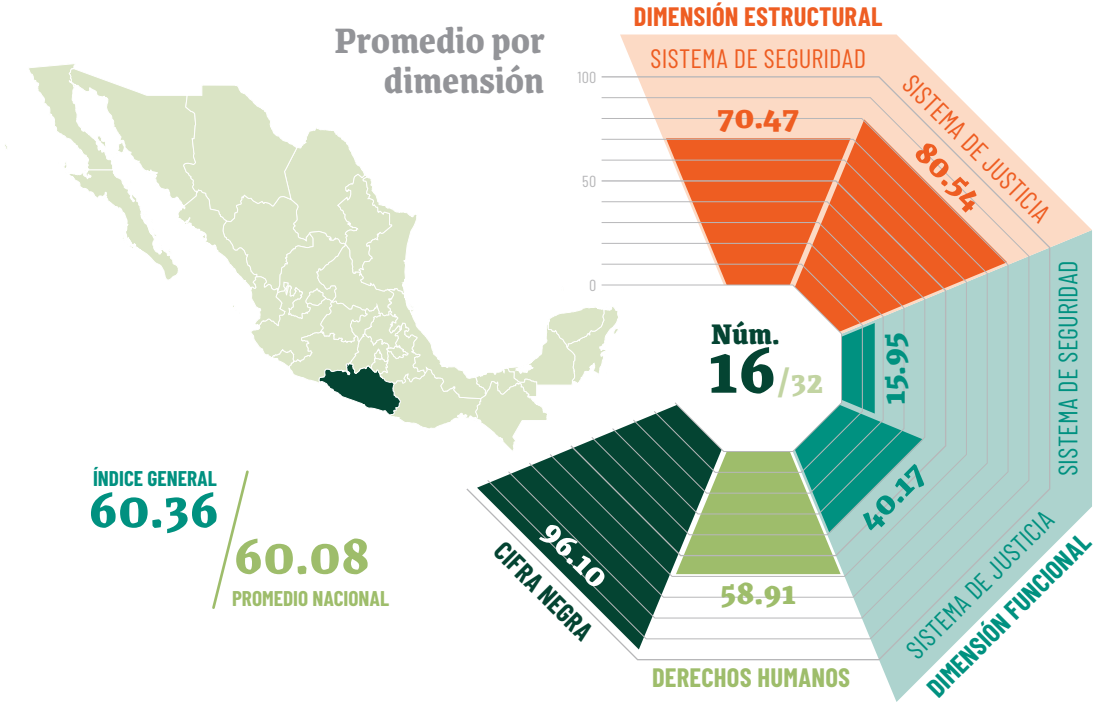 Promedio por
dimensión
DIMENSIÓN ESTRUCTURAL
SISTEMA DE SEGURIDAD
SISTEMA DE JUSTICIA
100
50
0
70.47
80.54
Núm.
16/32
15.95
SISTEMA DE SEGURIDAD
40.17
SISTEMA DE JUSTICIA
DIMENSIÓN FUNCIONAL
58.91
DERECHOS HUMANOS
96.10
CIFRA NEGRA
ÍNDICE GENERAL
60.36
60.08
PROMEDIO NACIONAL